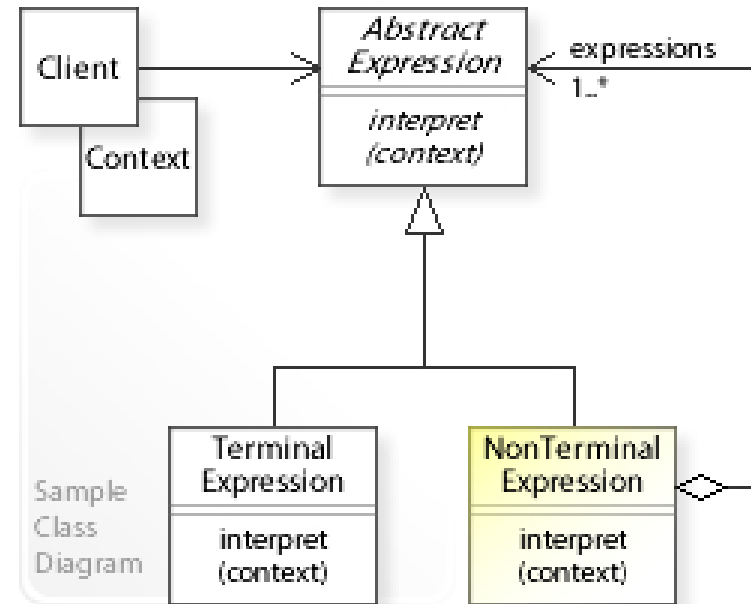 Client
Context
Abstract
Expression
interpret
(context)
expressions
1..*
Terminal
Expression
interpret
(context)
NonTerminal
Expression
interpret
(context)
Sample
Class
Diagram